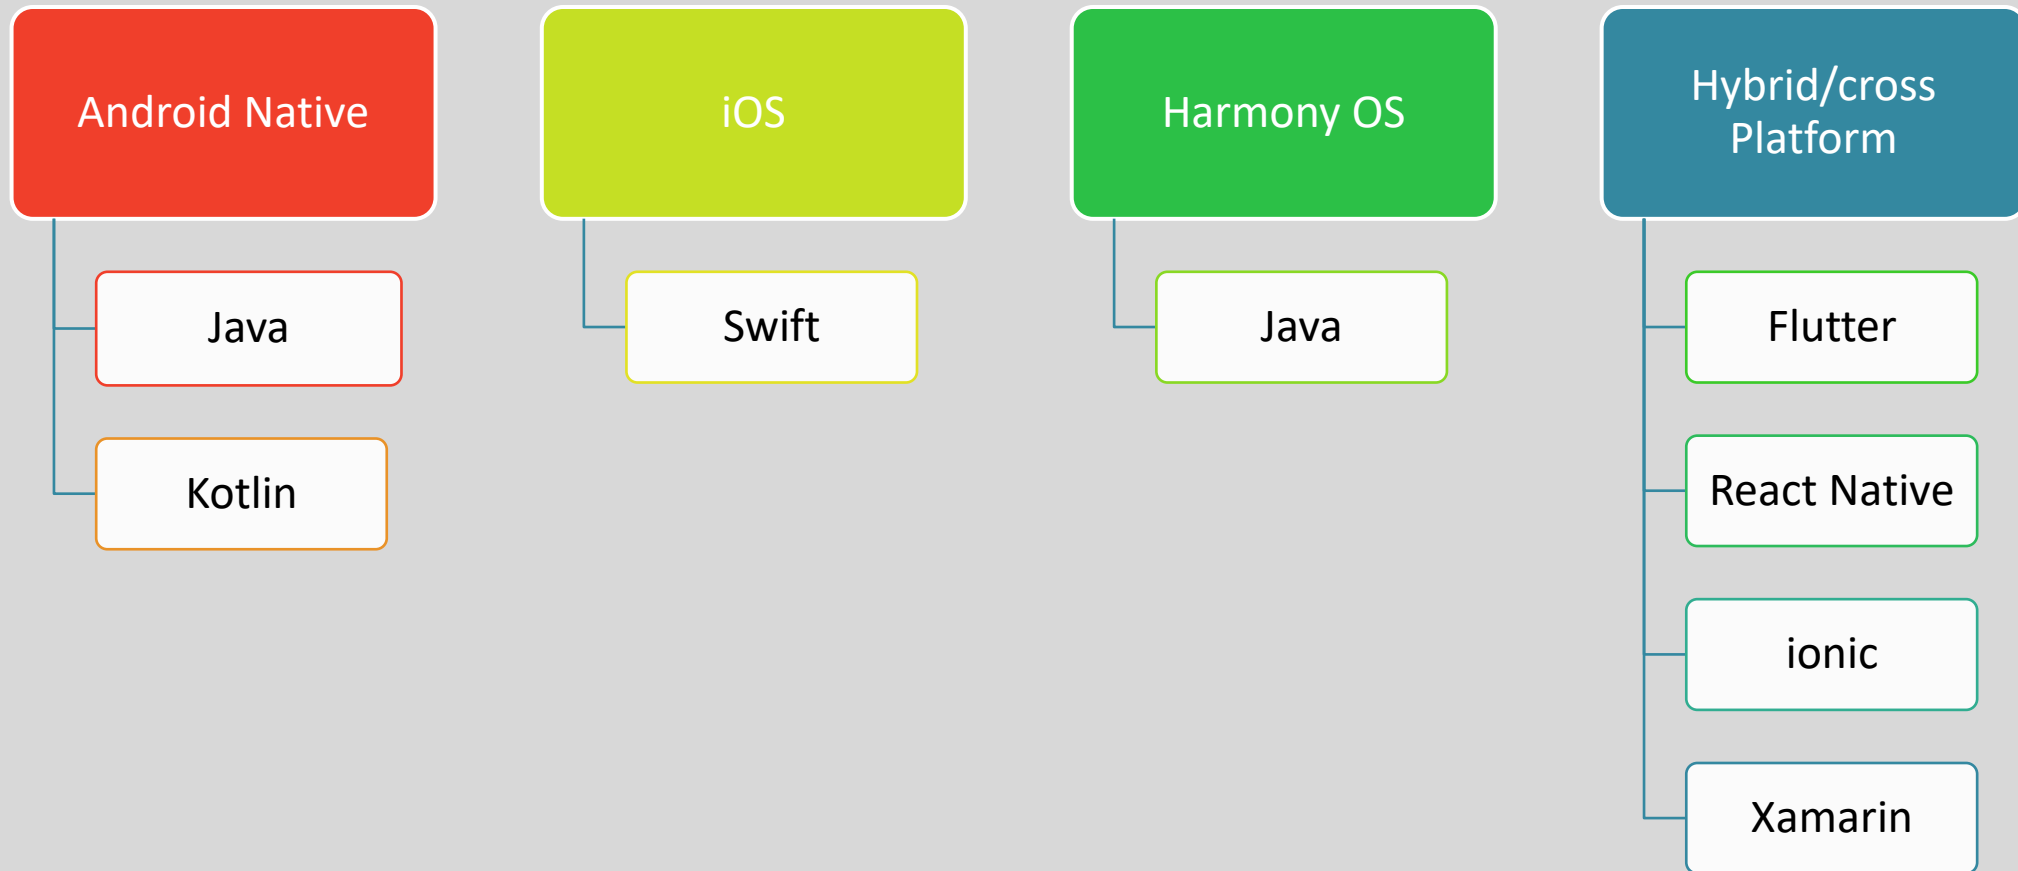 Android Native
Java
Kotlin
iOS
Swift
Harmony OS
Java
Hybrid/cross
Platform
Flutter
React Native
ionic
Xamarin